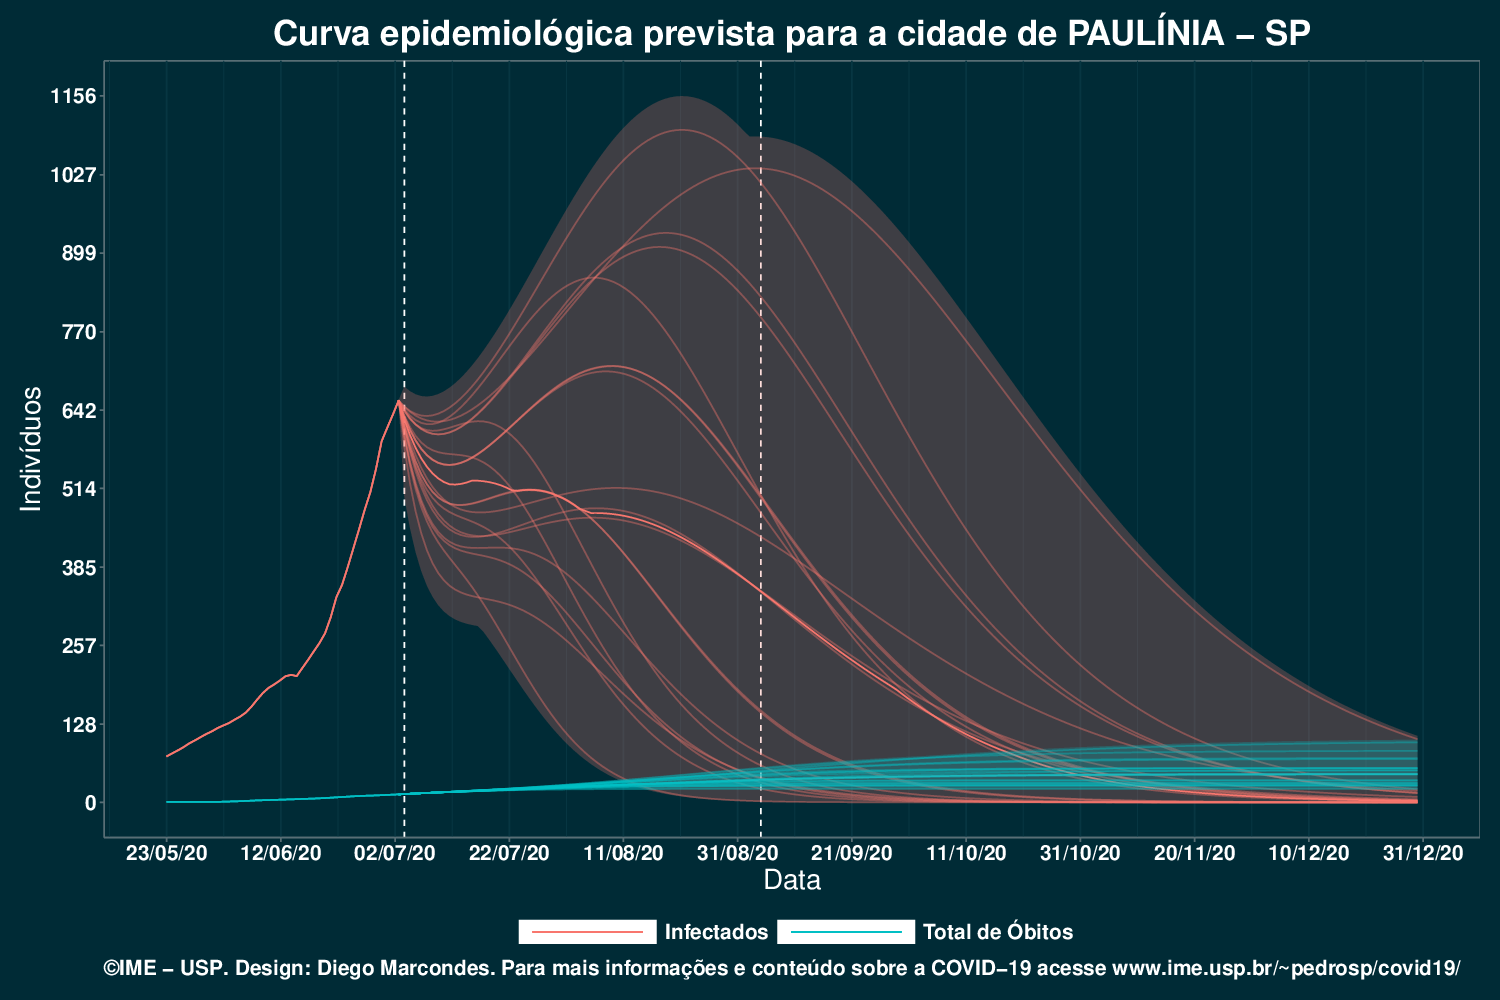 Curva epidemiológica prevista para a cidade de PAULÍNIA – SP
1156
1027
899
770
642
514
385
257
128
0
Indivíduos
23/05/20 12/06/20 02/07/20 22/07/20 11/08/20 31/08/20 21/09/20 11/10/20 31/10/20 20/11/20 10/12/20 31/12/20
Data
Infectados Total de Óbitos
©IME – USP. Design: Diego Marcondes. Para mais informações e conteúdo sobre a COVID–19 acesse www.ime.usp.br/~pedrosp/covid19/